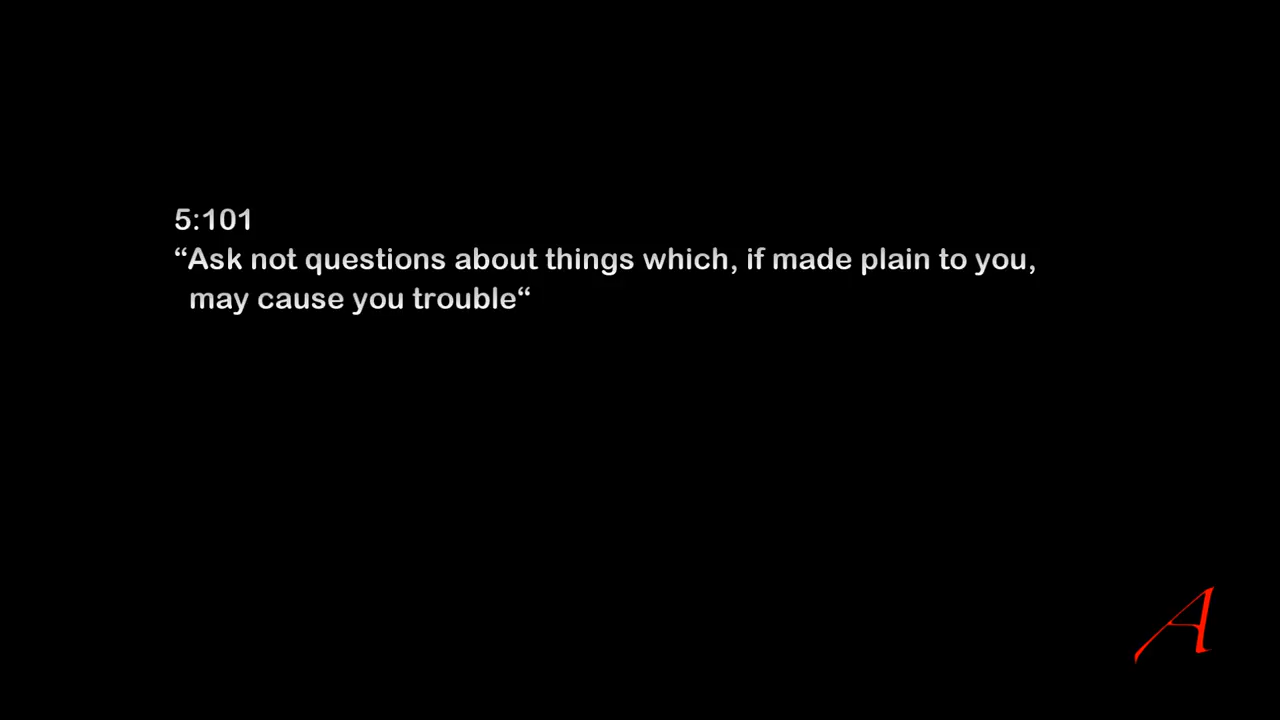 5:101
“Ask not questions about things which, if made plain to you,
may cause you trouble“
A